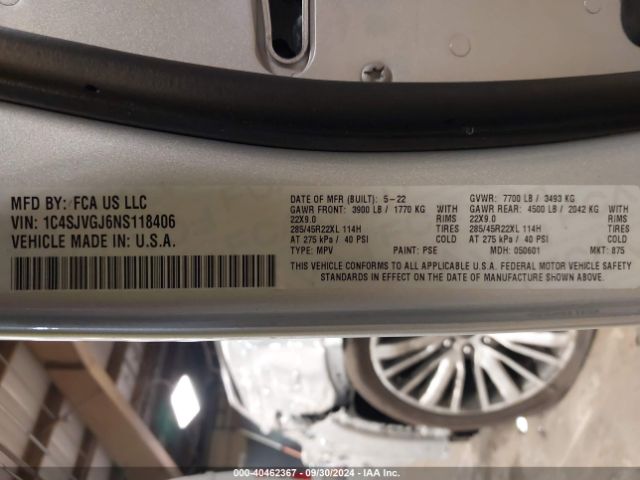 MFD BY: FCA US LLC
VIN: 1C4SJVGJ6NS118406
VEHICLE MADE IN: U.S.A.
DATE OF MFR (BUILT): 5-22 GVWR: 7700 LB / 3493 KG
GAWR FRONT: 3900 LB / 1770 KG WITH GAWR REAR: 4500 LB / 2042 KG WITH
22X9.0 RIMS 22X9.0 RIMS
285/45R22XL 114H TIRES 285/45R22XL 114H TIRES
AT 275 kPa / 40 PSI COLD AT 275 kPa / 40 PSI COLD
TYPE: MPV PAINT: PSE MDH: 050601 MKT: 875
THIS VEHICLE CONFORMS TO ALL APPLICABLE U.S.A. FEDERAL MOTOR VEHICLE SAFETY
STANDARDS IN EFFECT ON THE DATE OF MANUFACTURE SHOWN ABOVE.
000-40462367 - 09/30/2024 - IAA Inc.